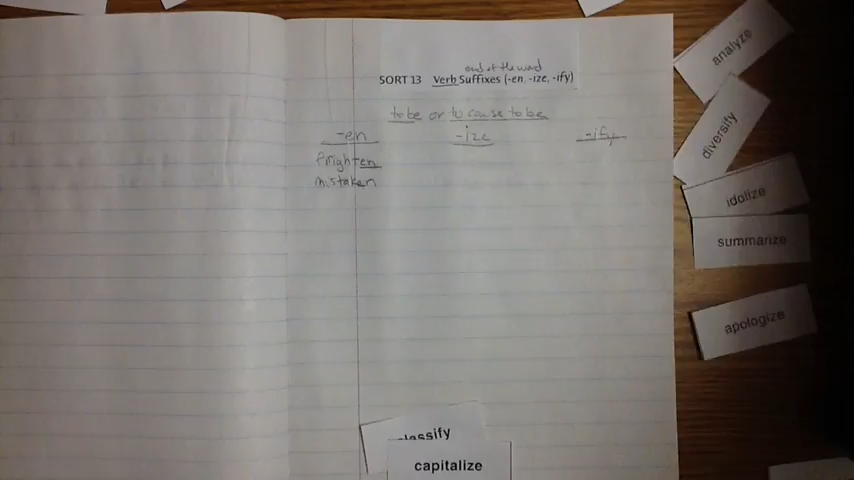 end of the word
SORT 13 Verb Suffixes (-en, -ize, -ify)
to be or to cause to be
-en -ize -ify
frighten
mistaken
analyze
diversify
idolize
summarize
apologize
classify
capitalize